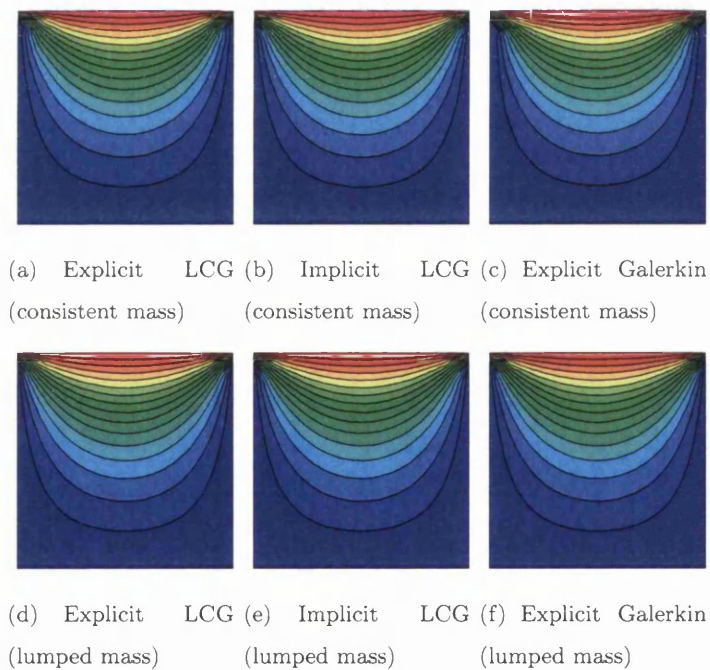 (a) Explicit LCG (b) Implicit LCG (c) Explicit Galerkin
(consistent mass) (consistent mass) (consistent mass)
(d) Explicit LCG (e) Implicit LCG (f) Explicit Galerkin
(lumped mass) (lumped mass) (lumped mass)